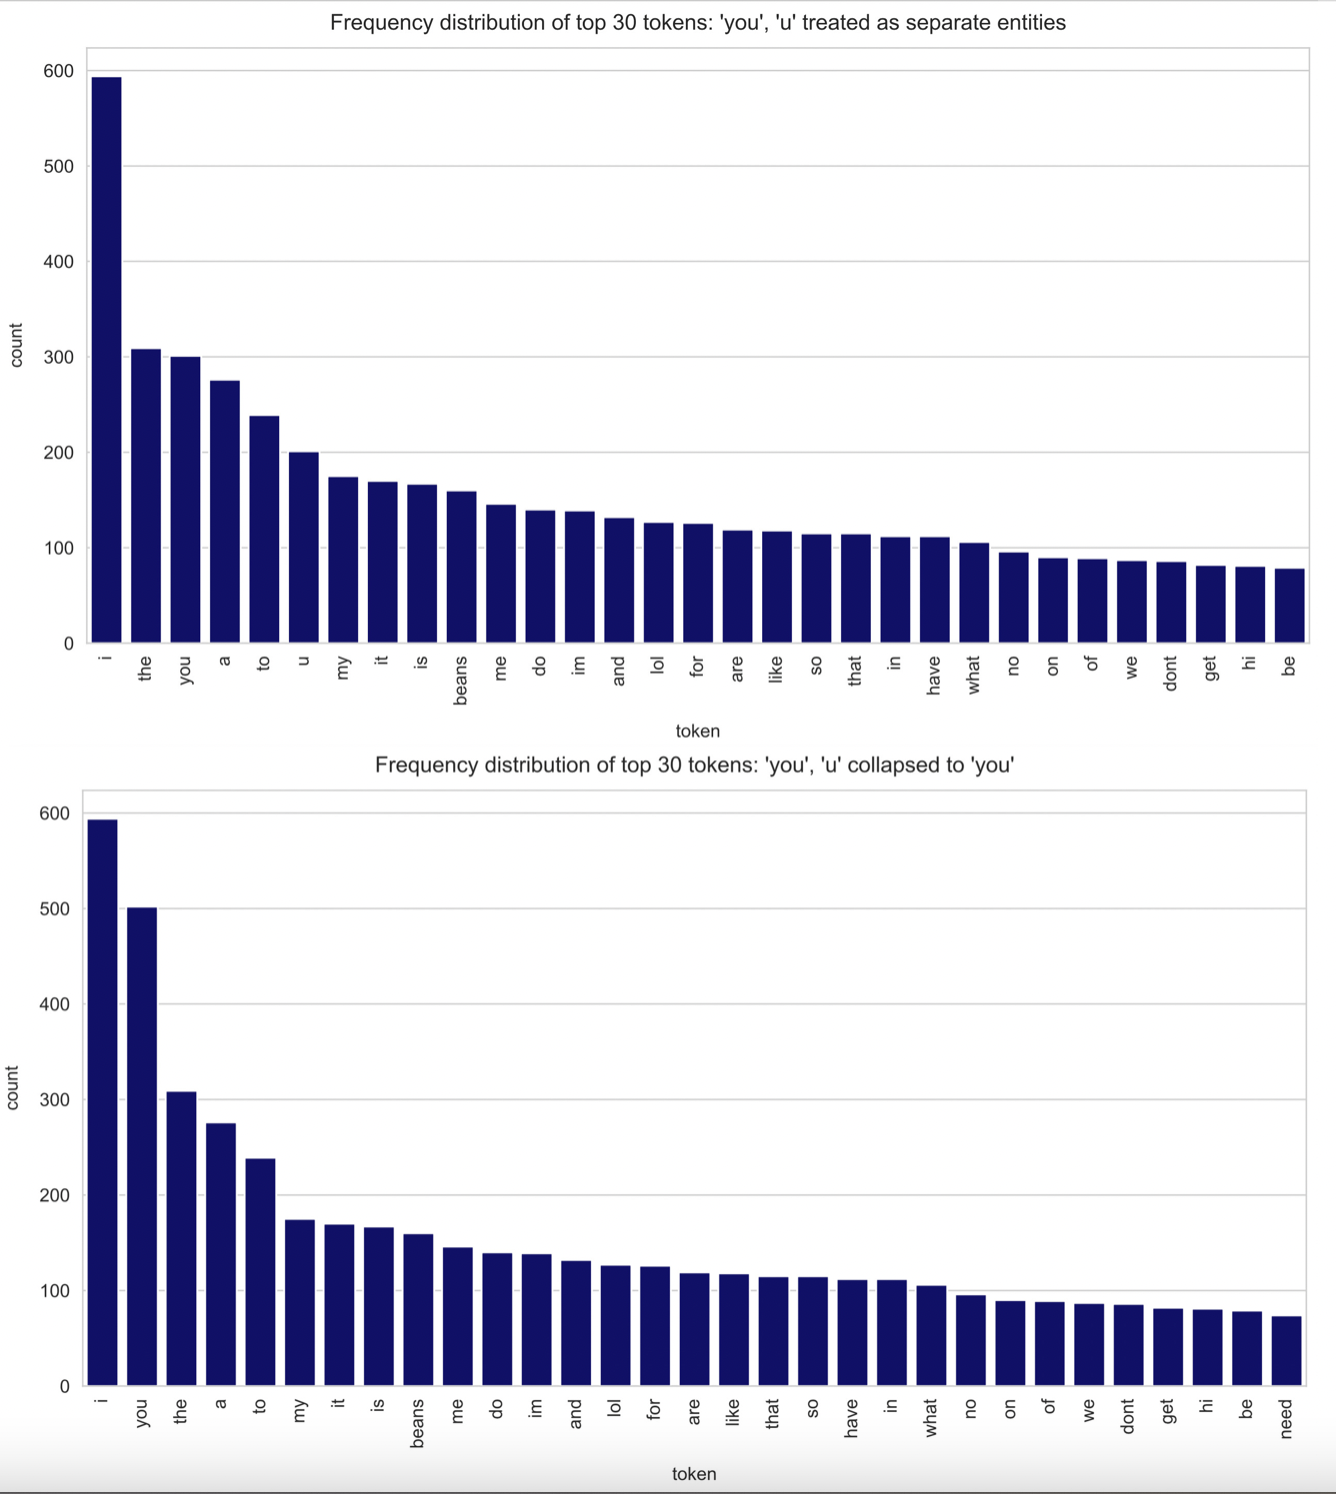 Frequency distribution of top 30 tokens: 'you', 'u' treated as separate entities
600
500
400
300
200
100
0
count
i the you a to u my it is beans me do im and lol for are like so that in have what no on of we dont get hi be
token
Frequency distribution of top 30 tokens: 'you', 'u' collapsed to 'you'
600
500
400
300
200
100
0
count
i you the a to my it is beans me do im and lol for are like that so have in what no on of we dont get hi be need
token